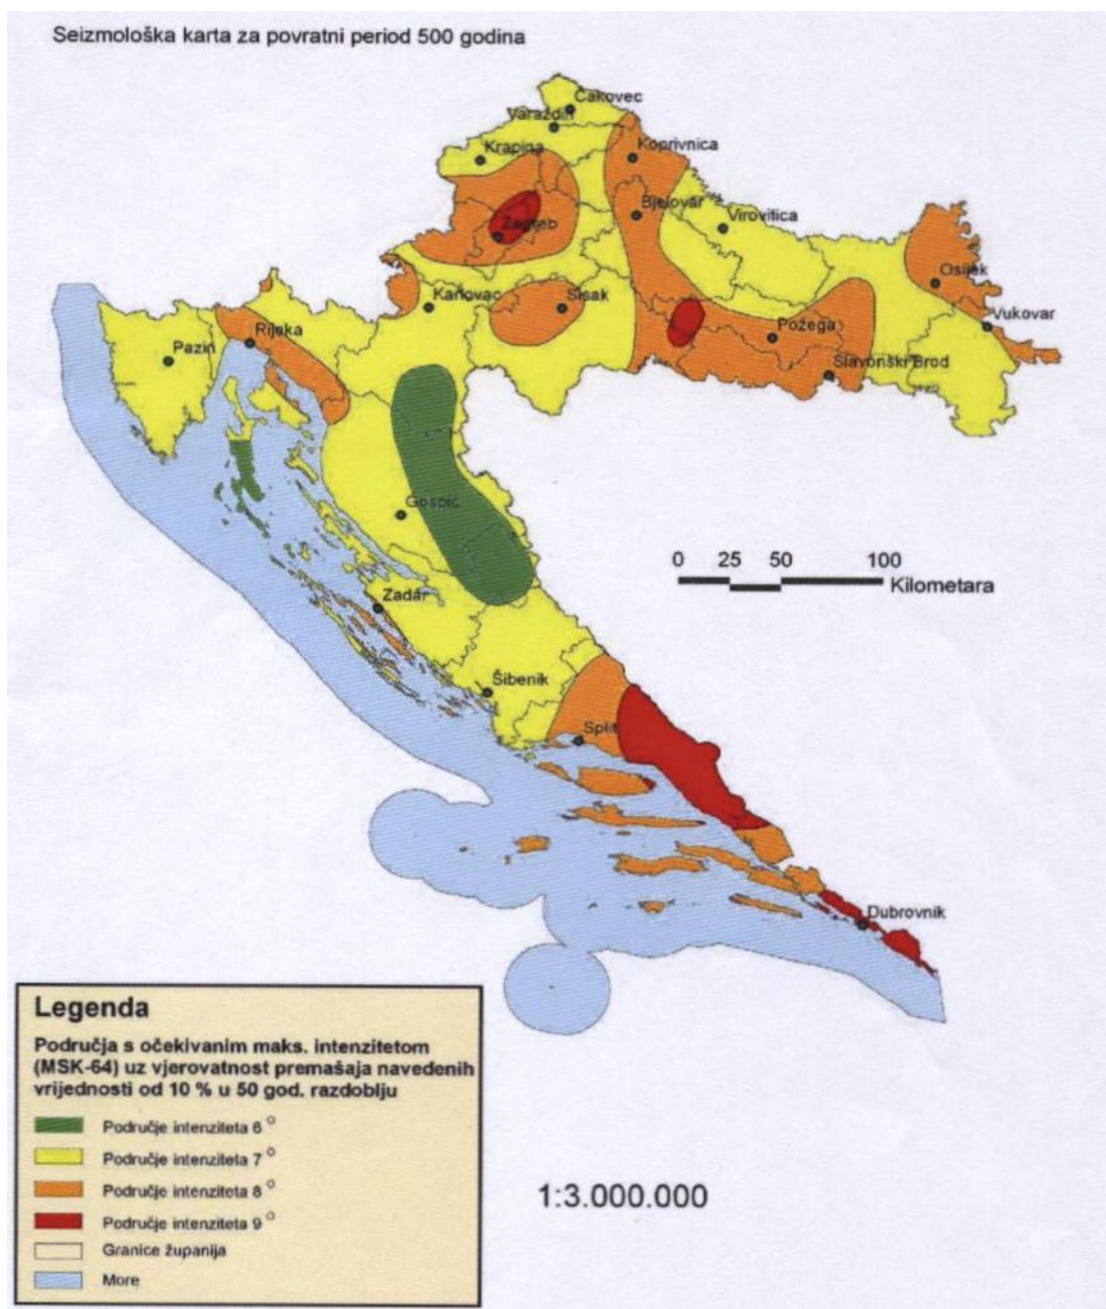 Seizmološka karta za povratni period 500 godina
Čakovec
Varaždin
Krapina
Koprivnica
Bjelovar
Virovitica
Zagreb
Osijek
Karlovac
Sisak
Vukovar
Rijeka
Požega
Pazin
Slavonski Brod
Gospić
0 25 50 100
Kilometara
Zadar
Šibenik
Split
Dubrovnik
Legenda
Područja s očekivanim maks. intenzitetom
(MSK-64) uz vjerovatnost premašaja navedenih
vrijednosti od 10 % u 50 god. razdoblju
Područje intenziteta 6 °
Područje intenziteta 7 °
Područje intenziteta 8 °
Područje intenziteta 9 °
Granice županija
More
1:3.000.000